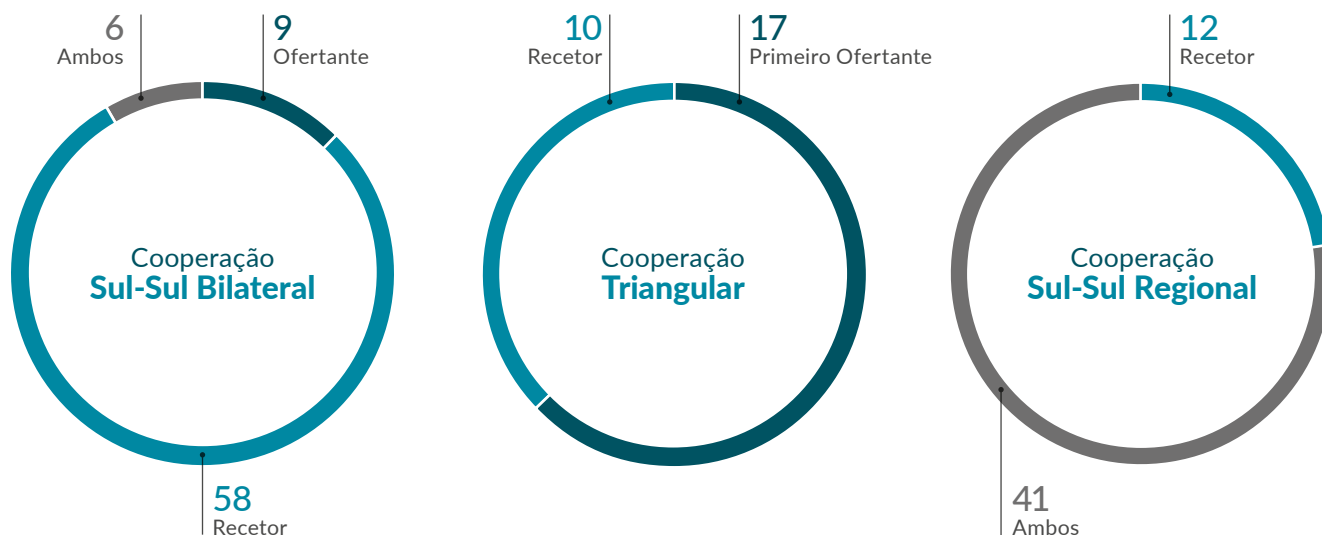 6
Ambos
9
Ofertante
Cooperação
Sul-Sul Bilateral
58
Recetor
10
Recetor
17
Primeiro Ofertante
Cooperação
Triangular
12
Recetor
Cooperação
Sul-Sul Regional
41
Ambos